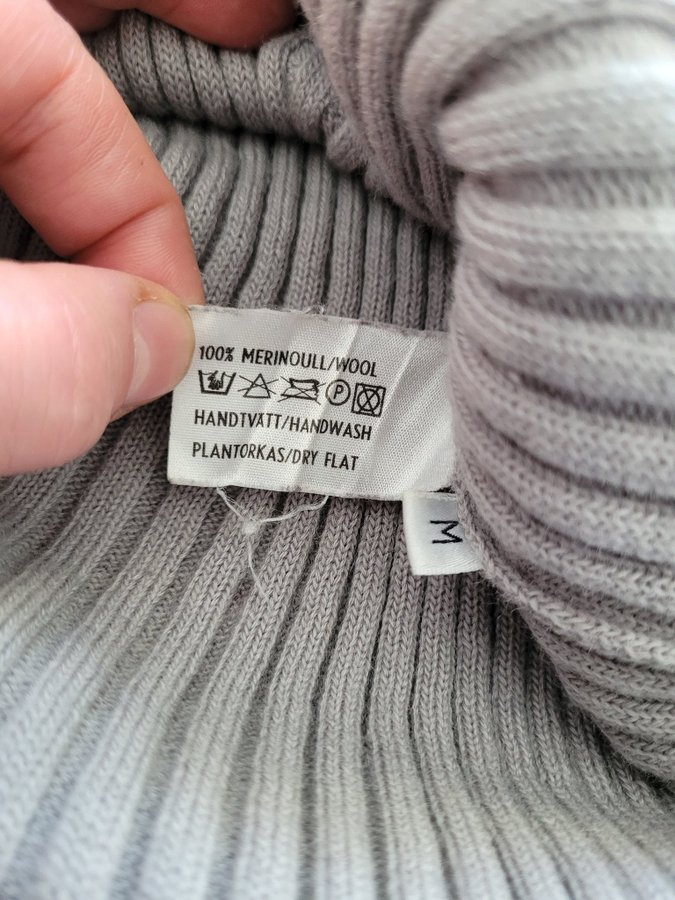 100% MERINOULL/WOOL
P
HANDTVÄTT/HANDWASH
PLANTORKAS/DRY FLAT
M